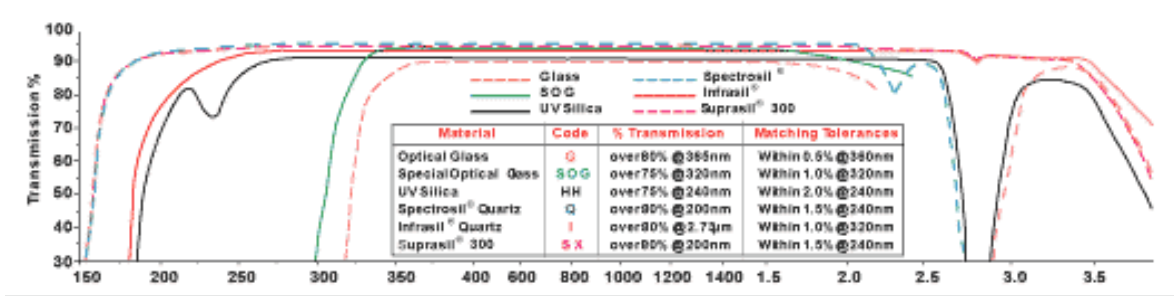 100
90
80
70
60
50
40
30
Transmission %
Glass
SOG
UV Silica
Spectrosil ®
Infrasil®
Suprasil® 300
Material Code % Transmission Matching Tolerances
Optical Glass G over80% @365nm Within 0.5% @360nm
Special Optical Glass SOG over75% @320nm Within 1.0% @320nm
UV Silica HH over75% @240nm Within 2.0% @240nm
Spectrosil® Quartz Q over80% @200nm Within 1.5% @240nm
Infrasil® Quartz I over80% @2.73µm Within 1.0% @320nm
Suprasil® 300 SX over80% @200nm Within 1.5% @240nm
150 200 250 300 350 400 600 800 1000 1200 1400 1.5 2.0 2.5 3.0 3.5